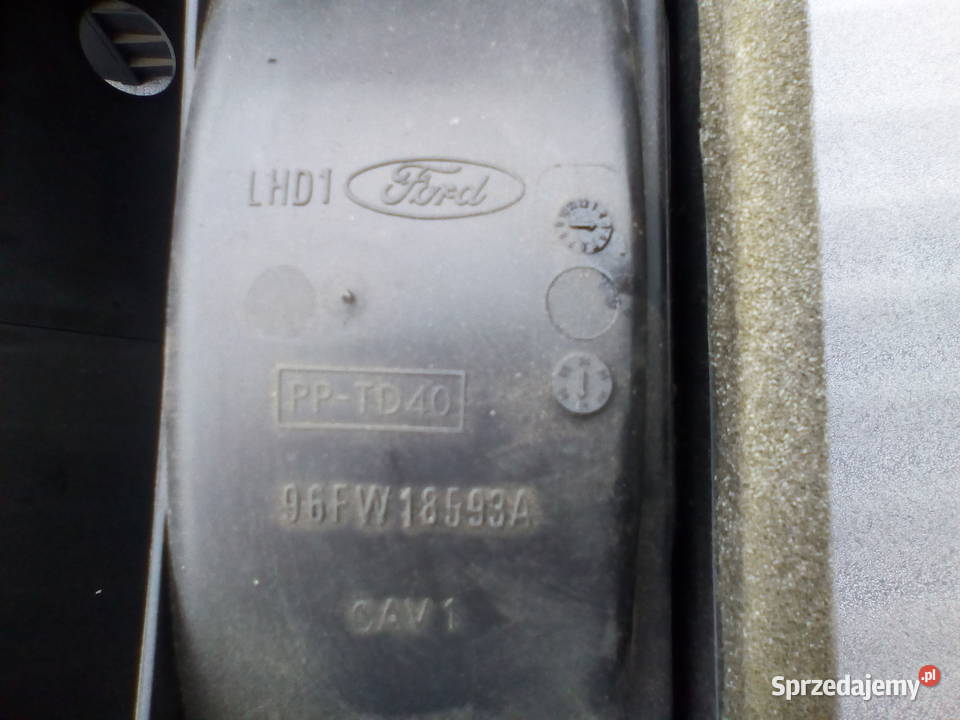 LHD1 Ford
PP-TD40
96FW18593A
CAV1
Sprzedajemy.pl